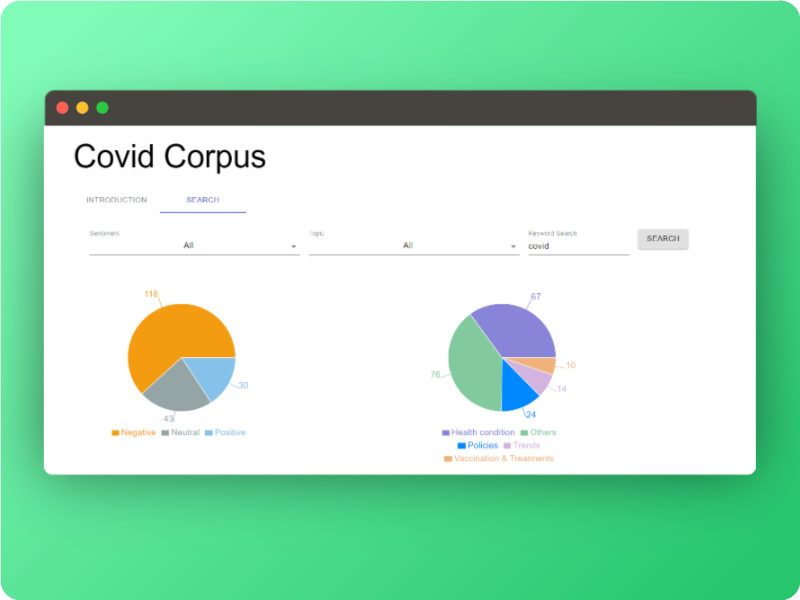 Covid Corpus
INTRODUCTION SEARCH
Sentiment Topic Keyword Search
All All covid SEARCH
118 67
10
76 30 14
43 24
Negative Neutral Positive Health condition Others
Policies Trends
Vaccination & Treatments